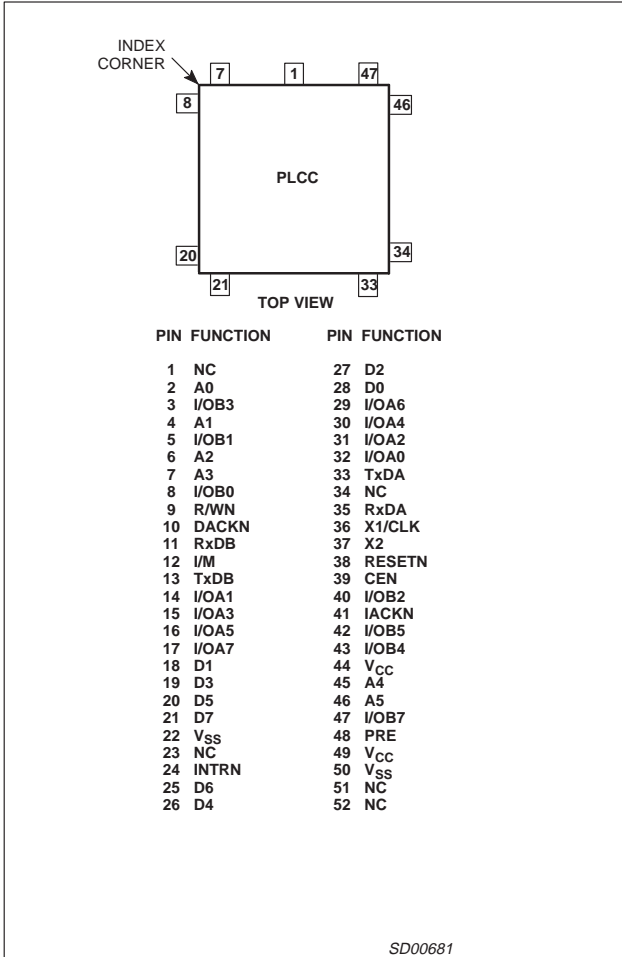 INDEX
CORNER
7 1 47
8 46
PLCC
20 34
21 33
TOP VIEW
PIN FUNCTION PIN FUNCTION
1 NC 27 D2
2 A0 28 D0
3 I/OB3 29 I/OA6
4 A1 30 I/OA4
5 I/OB1 31 I/OA2
6 A2 32 I/OA0
7 A3 33 TxDA
8 I/OB0 34 NC
9 R/WN 35 RxDA
10 DACKN 36 X1/CLK
11 RxDB 37 X2
12 I/M 38 RESETN
13 TxDB 39 CEN
14 I/OA1 40 I/OB2
15 I/OA3 41 IACKN
16 I/OA5 42 I/OB5
17 I/OA7 43 I/OB4
18 D1 44 VCC
19 D3 45 A4
20 D5 46 A5
21 D7 47 I/OB7
22 VSS 48 PRE
23 NC 49 VCC
24 INTRN 50 VSS
25 D6 51 NC
26 D4 52 NC
SD00681